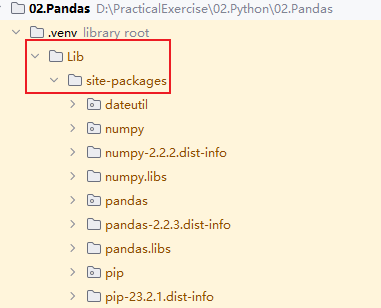 02.Pandas D:\PracticalExercise\02.Python\02.Pandas
.venv library root
Lib
site-packages
dateutil
numpy
numpy-2.2.2.dist-info
numpy.libs
pandas
pandas-2.2.3.dist-info
pandas.libs
pip
pip-23.2.1.dist-info